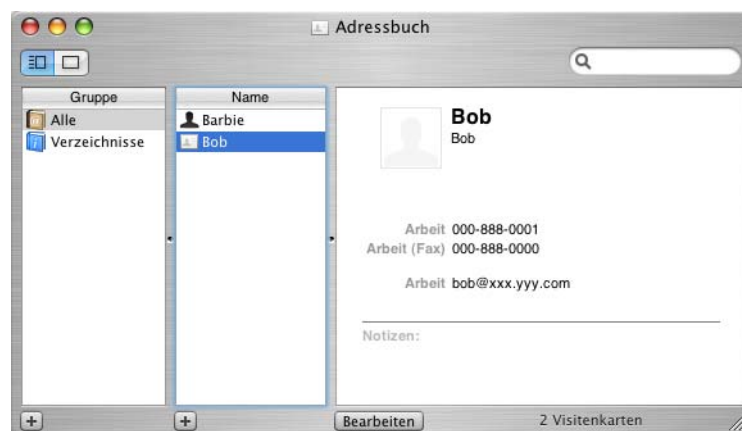 Adressbuch
Gruppe
Alle
Verzeichnisse
Name
Barbie
Bob
Bob
Bob
Arbeit 000-888-0001
Arbeit (Fax) 000-888-0000
Arbeit bob@xxx.yyy.com
Notizen:
Bearbeiten
2 Visitenkarten